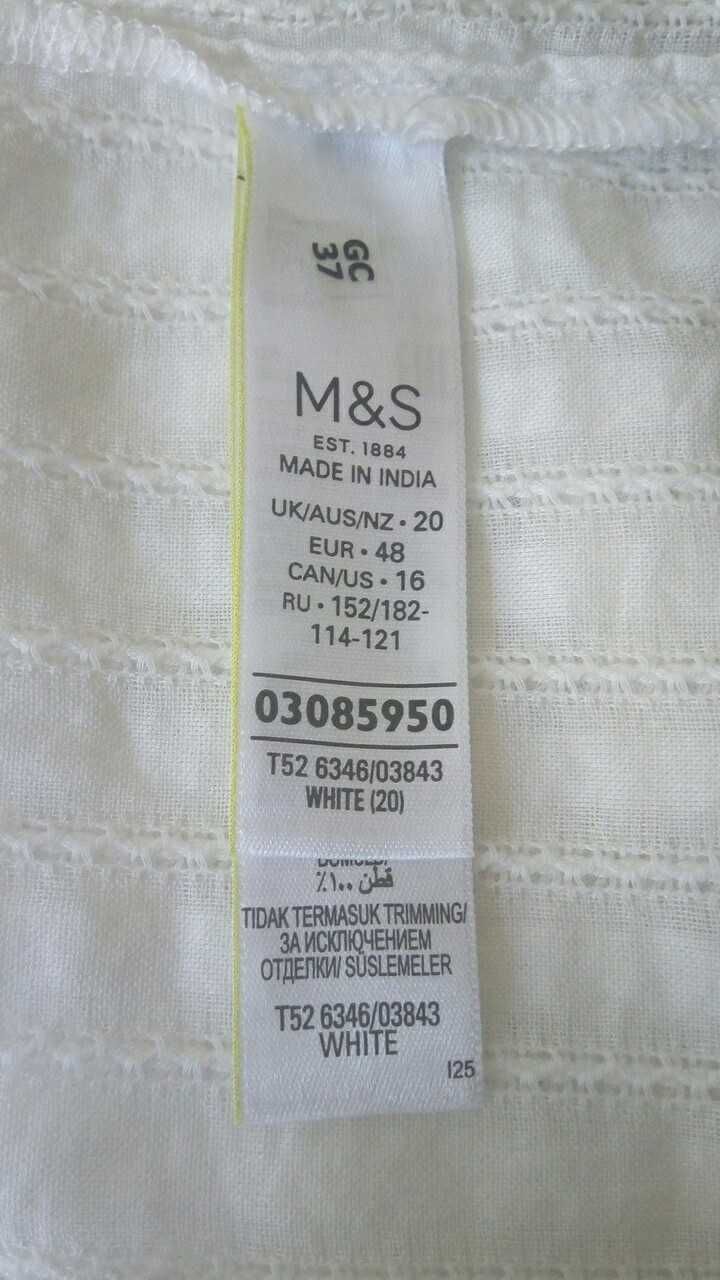 GC
37
M&S
EST. 1884
MADE IN INDIA
UK/AUS/NZ • 20
EUR • 48
CAN/US • 16
RU • 152/182-
114-121
03085950
T52 6346/03843
WHITE (20)
قطن ١٠٠٪
TIDAK TERMASUK TRIMMING/
ЗА ИСКЛЮЧЕНИЕМ
ОТДЕЛКИ/ SÜSLEMELER
T52 6346/03843
WHITE
I25